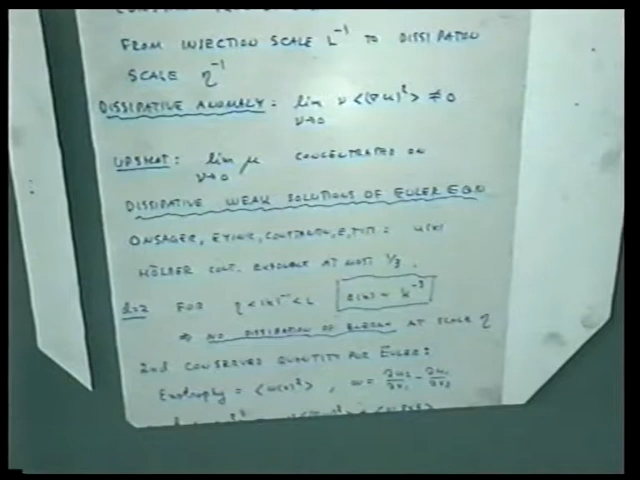 FROM INJECTION SCALE L⁻¹ TO DISSIPATION
SCALE η⁻¹
DISSIPATIVE ANOMALY: lim ν→0 ν <(∇u)²> ≠ 0
UPSHOT: lim ν→0 μ CONCENTRATED ON
DISSIPATIVE WEAK SOLUTIONS OF EULER EQN
ONSAGER, EYINK, CONSTANTIN, E, TITI: u(x)
HÖLDER CONT. EXPONENT AT MOST 1/3.
d=2 FOR η < |k|⁻¹ < L e(k) ~ k⁻³
⇒ NO DISSIPATION OF ENERGY AT SCALE η
2nd CONSERVED QUANTITY FOR EULER:
Enstrophy = <ω(x)²>, ω = ∂u₂/∂x₁ - ∂u₁/∂x₂